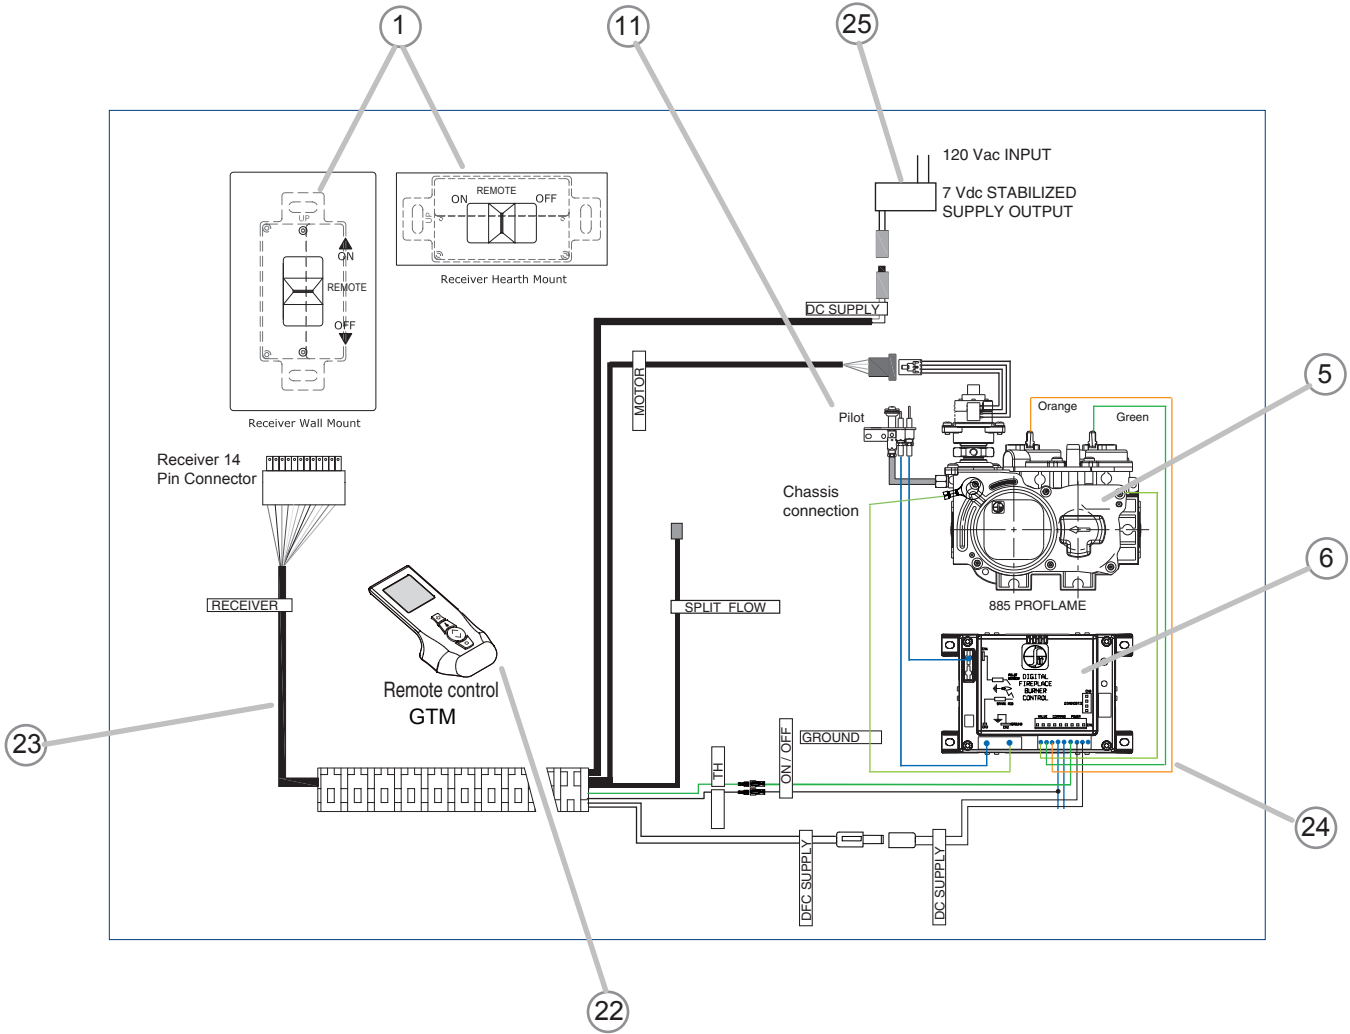 1
11
25
120 Vac INPUT
7 Vdc STABILIZED
SUPPLY OUTPUT
UP
ON
REMOTE
OFF
Receiver Wall Mount
UP
ON
REMOTE
OFF
Receiver Hearth Mount
DC SUPPLY
MOTOR
Pilot
Orange
Green
5
Receiver 14
Pin Connector
Chassis
connection
885 PROFLAME
6
RECEIVER
SPLIT FLOW
Remote control
GTM
DIGITAL
FIREPLACE
BURNER
CONTROL
23
TH
ON / OFF
GROUND
DFC SUPPLY
DC SUPPLY
24
22